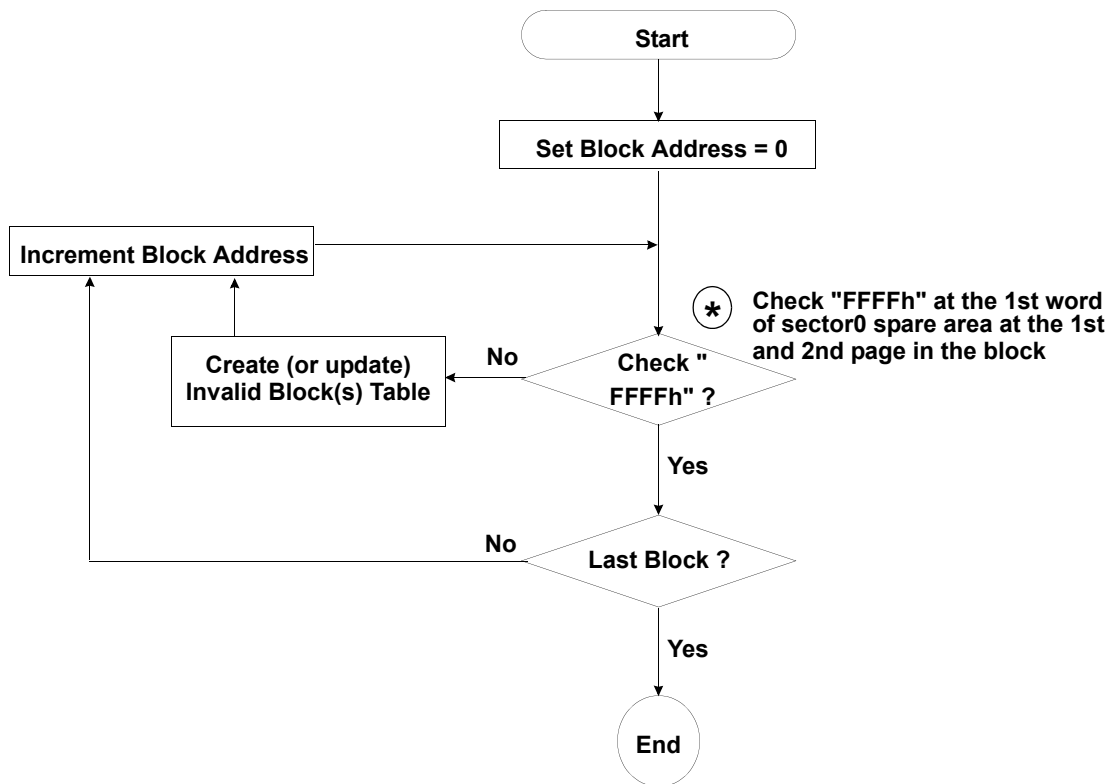 Start
Set Block Address = 0
Increment Block Address
*
Check "FFFFh" at the 1st word
of sector0 spare area at the 1st
and 2nd page in the block
No
Create (or update)
Invalid Block(s) Table
Check "
FFFFh" ?
Yes
No
Last Block ?
Yes
End